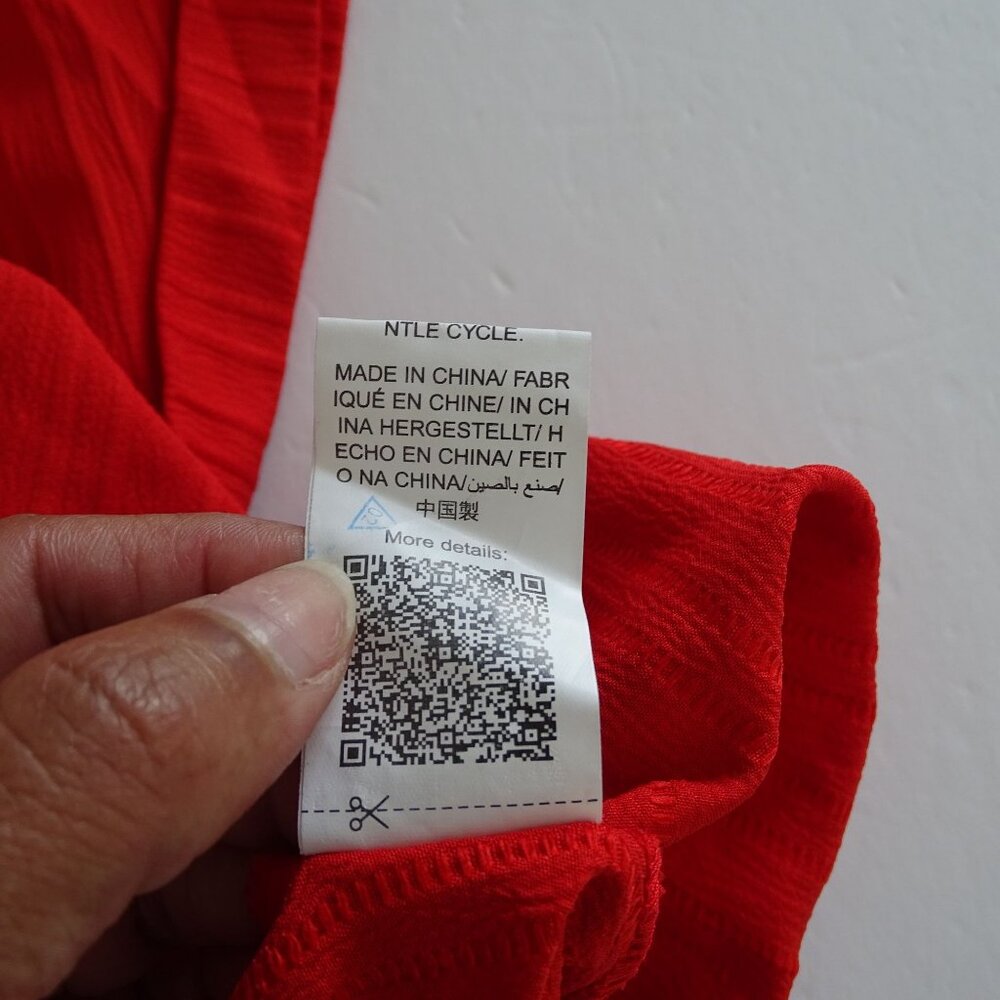 NTLE CYCLE.
MADE IN CHINA/ FABR
IQUÉ EN CHINE/ IN CH
INA HERGESTELLT/ H
ECHO EN CHINA/ FEIT
O NA CHINA/صنع بالصين/
中国製
More details: